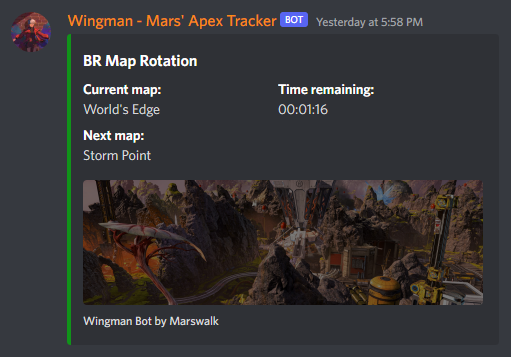 Wingman - Mars' Apex Tracker BOT Yesterday at 5:58 PM
BR Map Rotation
Current map: Time remaining:
World's Edge 00:01:16
Next map:
Storm Point
Wingman Bot by Marswalk